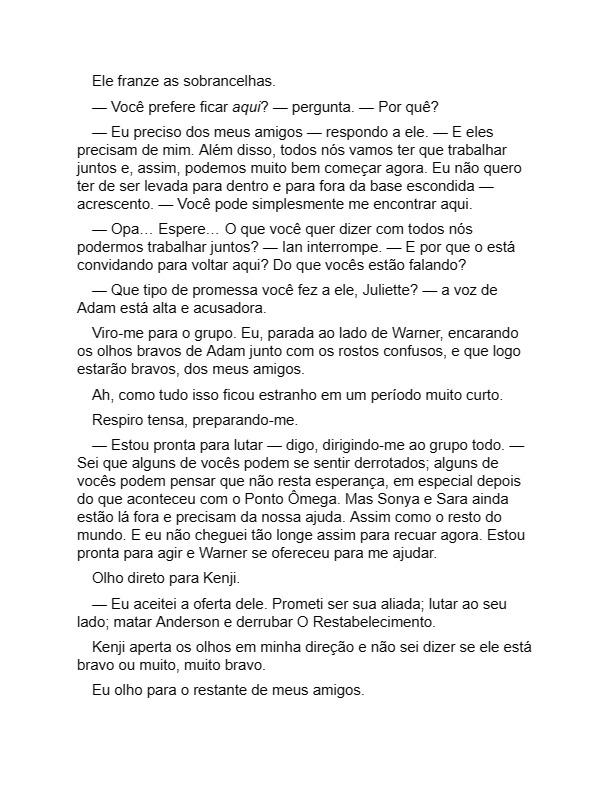 Ele franze as sobrancelhas.
— Você prefere ficar aqui? — pergunta. — Por quê?
— Eu preciso dos meus amigos — respondo a ele. — E eles
precisam de mim. Além disso, todos nós vamos ter que trabalhar
juntos e, assim, podemos muito bem começar agora. Eu não quero
ter de ser levada para dentro e para fora da base escondida —
acrescento. — Você pode simplesmente me encontrar aqui.
— Opa… Espere… O que você quer dizer com todos nós
podermos trabalhar juntos? — Ian interrompe. — E por que o está
convidando para voltar aqui? Do que vocês estão falando?
— Que tipo de promessa você fez a ele, Juliette? — a voz de
Adam está alta e acusadora.
Viro-me para o grupo. Eu, parada ao lado de Warner, encarando
os olhos bravos de Adam junto com os rostos confusos, e que logo
estarão bravos, dos meus amigos.
Ah, como tudo isso ficou estranho em um período muito curto.
Respiro tensa, preparando-me.
— Estou pronta para lutar — digo, dirigindo-me ao grupo todo. —
Sei que alguns de vocês podem se sentir derrotados; alguns de
vocês podem pensar que não resta esperança, em especial depois
do que aconteceu com o Ponto Ômega. Mas Sonya e Sara ainda
estão lá fora e precisam da nossa ajuda. Assim como o resto do
mundo. E eu não cheguei tão longe assim para recuar agora. Estou
pronta para agir e Warner se ofereceu para me ajudar.
Olho direto para Kenji.
— Eu aceitei a oferta dele. Prometi ser sua aliada; lutar ao seu
lado; matar Anderson e derrubar O Restabelecimento.
Kenji aperta os olhos em minha direção e não sei dizer se ele está
bravo ou muito, muito bravo.
Eu olho para o restante de meus amigos.